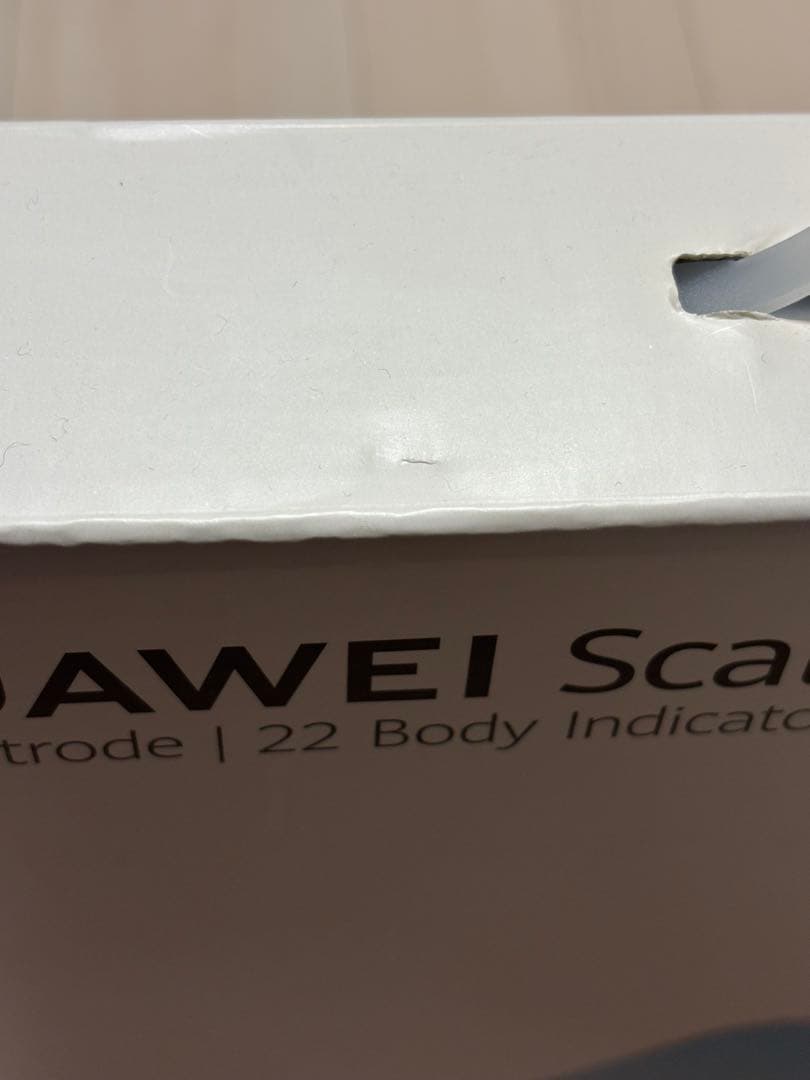 AWEI Sca
trode | 22 Body Indicato